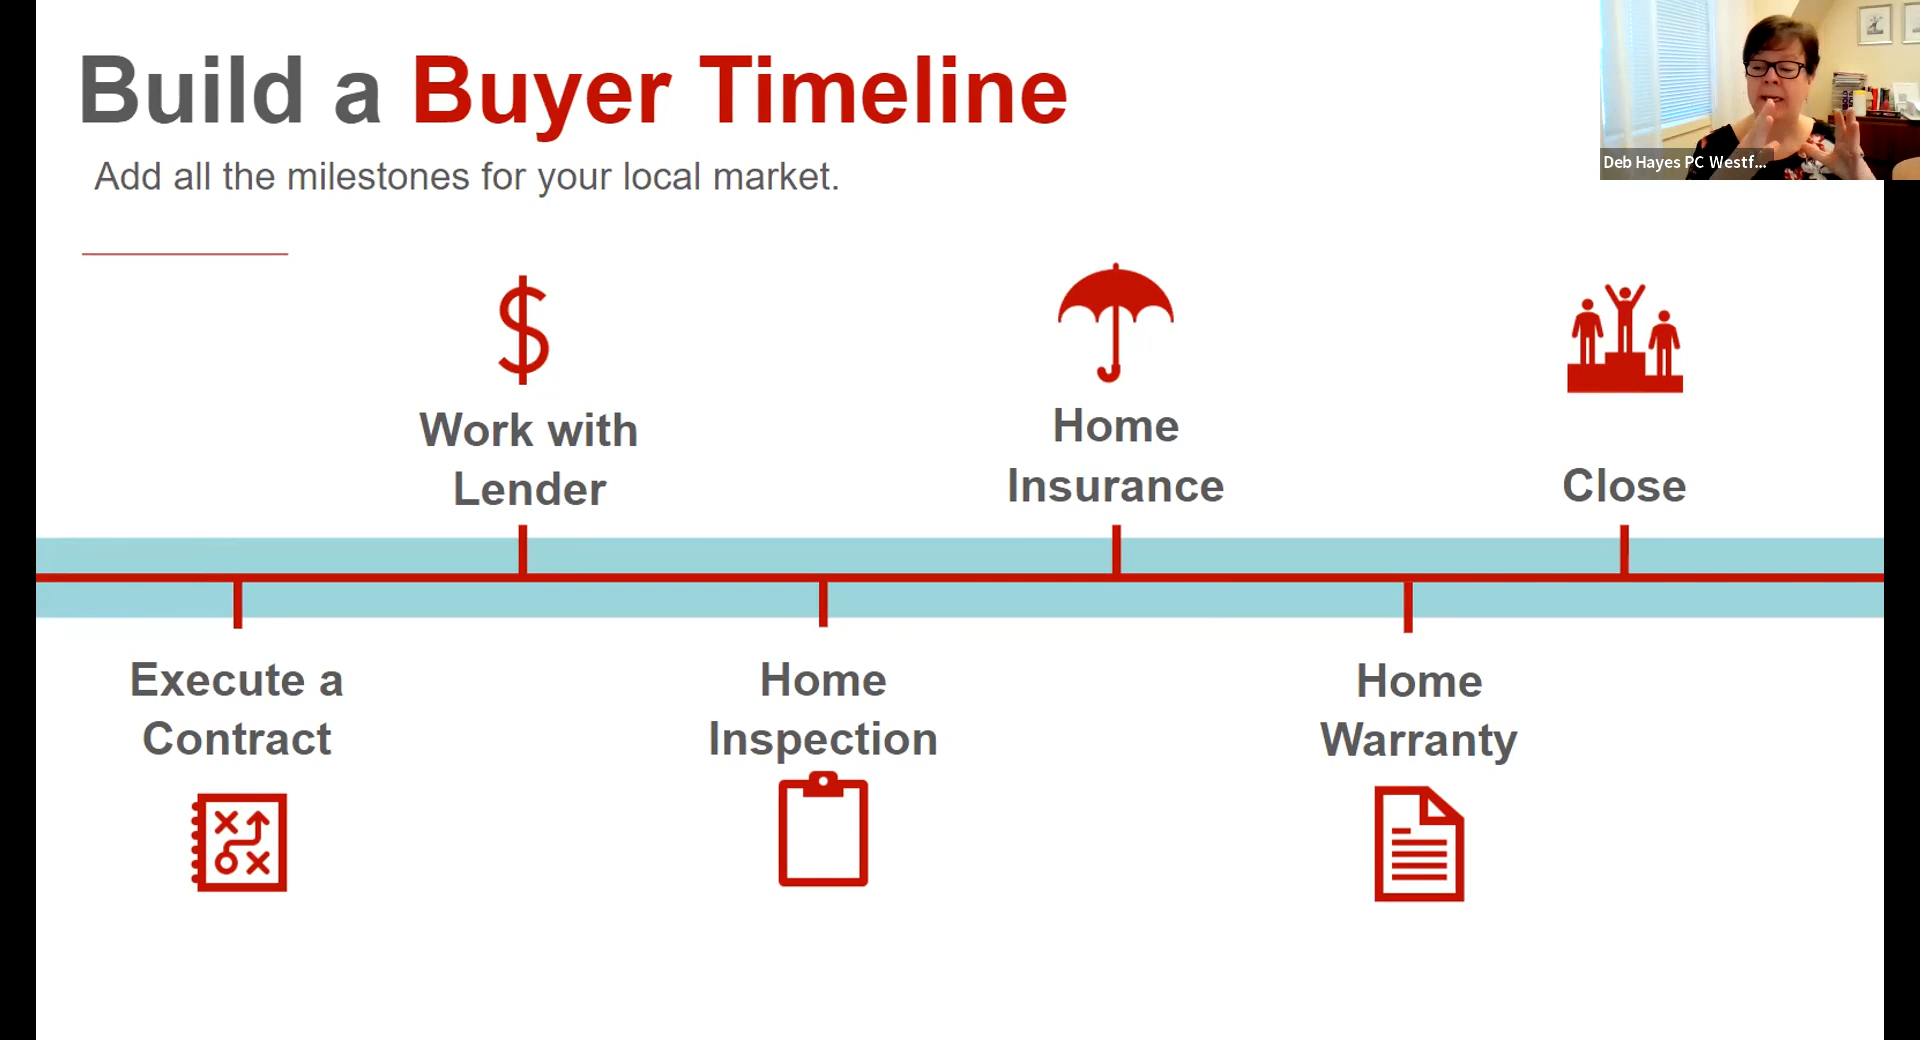 Build a Buyer Timeline
Add all the milestones for your local market.
Deb Hayes PC Westf...
Work with
Lender
Home
Insurance
Close
Execute a
Contract
Home
Inspection
Home
Warranty